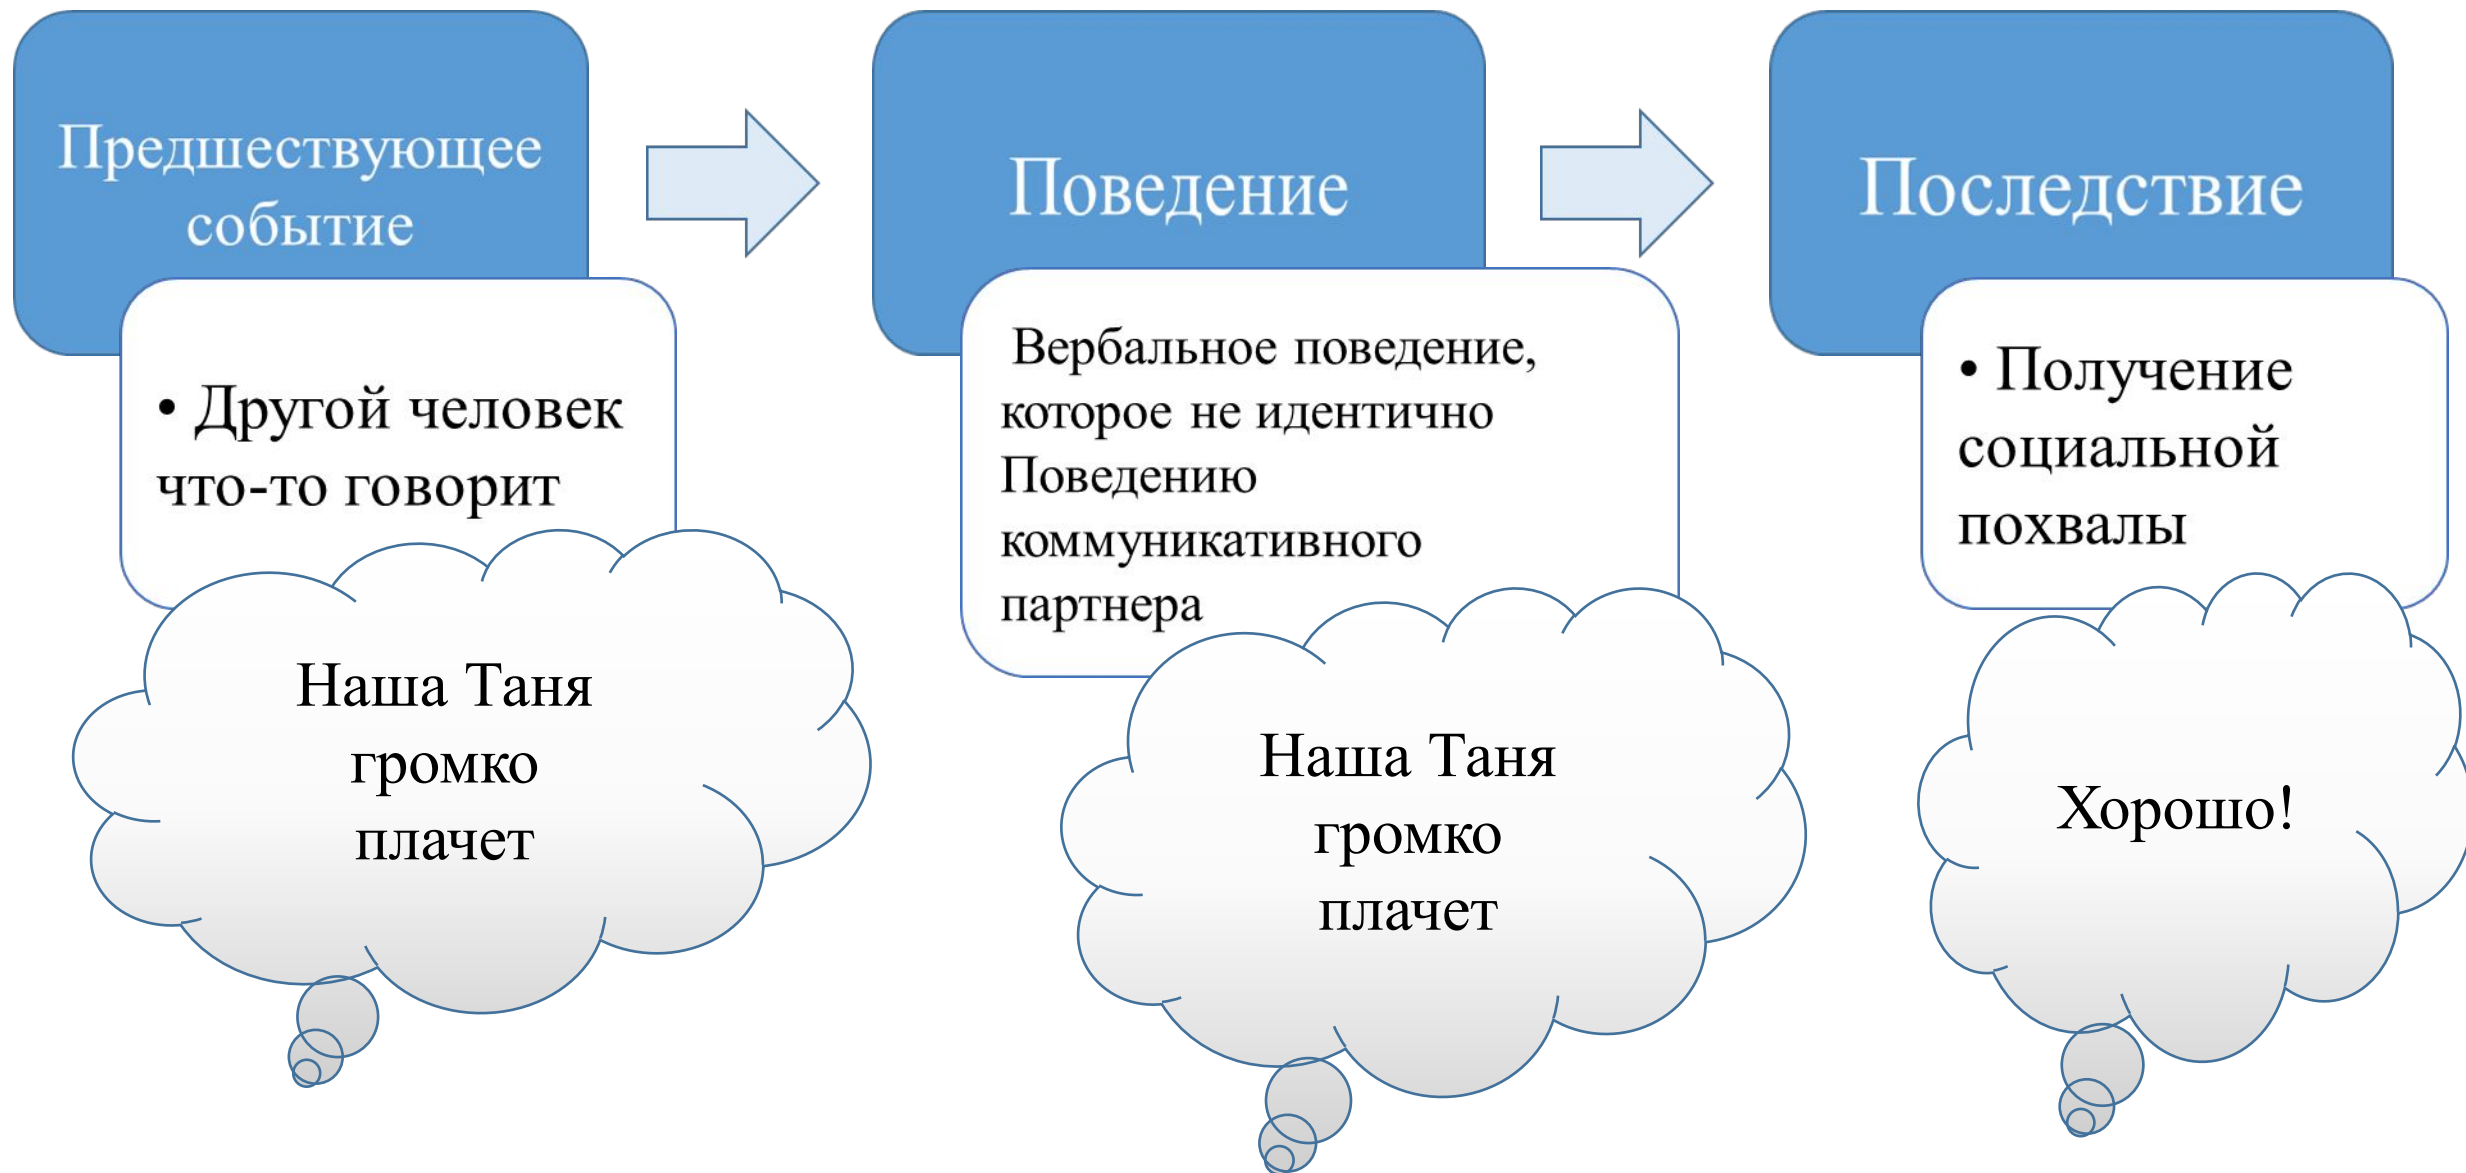 Предшествующее
событие
• Другой человек
что-то говорит
Наша Таня
громко
плачет
Поведение
Вербальное поведение,
которое не идентично
Поведению
коммуникативного
партнера
Наша Таня
громко
плачет
Последствие
• Получение
социальной
похвалы
Хорошо!